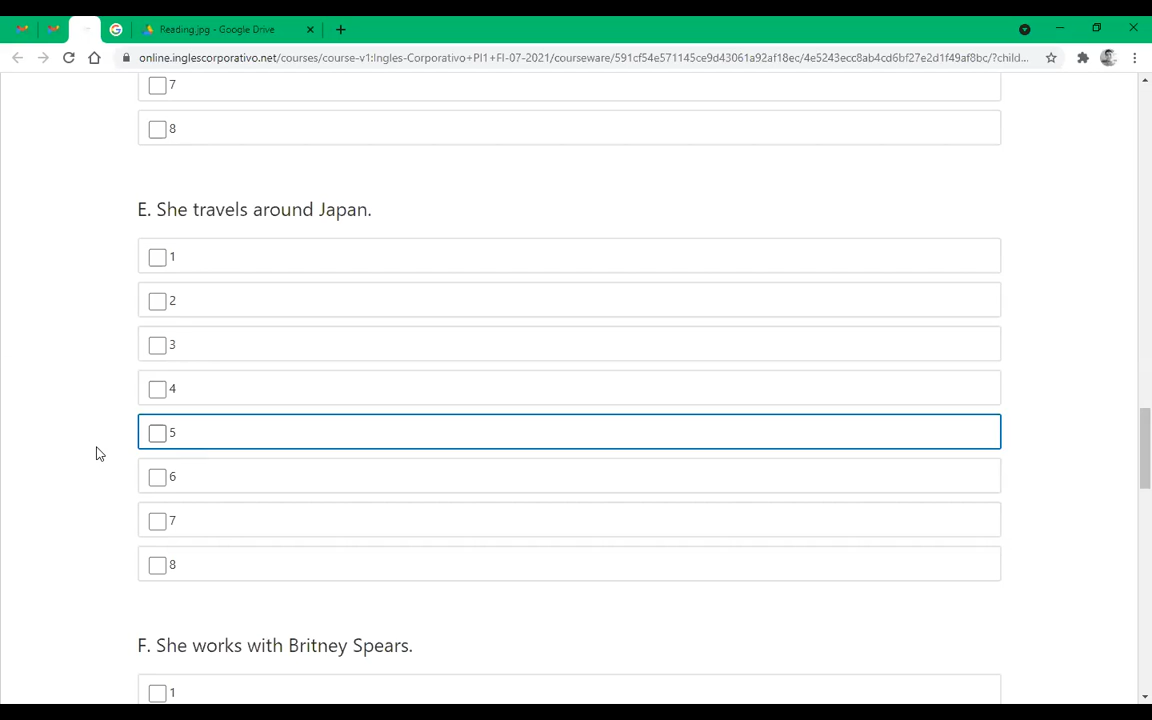 Reading.jpg - Google Drive
online.inglescorporativo.net/courses/course-v1:Ingles-Corporativo+PI1+FI-07-2021/courseware/591cf54e571145ce9d43061a92af18ec/4e5243ecc8ab4cd6bf27e2d1f49af8bc/?child...
7
8
E. She travels around Japan.
1
2
3
4
5
6
7
8
F. She works with Britney Spears.
1